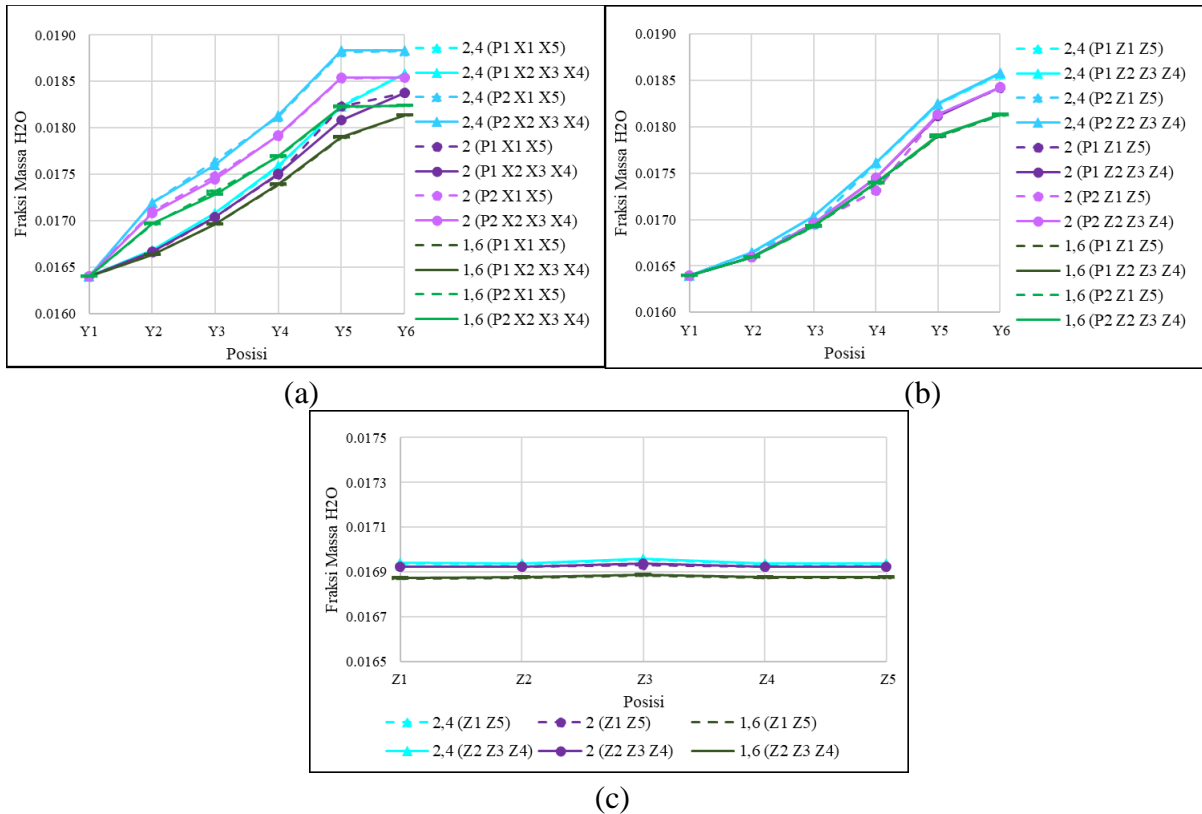 Fraksi Massa H2O
0.0190
0.0185
0.0180
0.0175
0.0170
0.0165
0.0160
Y1 Y2 Y3 Y4 Y5 Y6
Posisi
2,4 (P1 X1 X5)
2,4 (P1 X2 X3 X4)
2,4 (P2 X1 X5)
2,4 (P2 X2 X3 X4)
2 (P1 X1 X5)
2 (P1 X2 X3 X4)
2 (P2 X1 X5)
2 (P2 X2 X3 X4)
1,6 (P1 X1 X5)
1,6 (P1 X2 X3 X4)
1,6 (P2 X1 X5)
1,6 (P2 X2 X3 X4)
(a)
Fraksi Massa H2O
0.0190
0.0185
0.0180
0.0175
0.0170
0.0165
0.0160
Y1 Y2 Y3 Y4 Y5 Y6
Posisi
2,4 (P1 Z1 Z5)
2,4 (P1 Z2 Z3 Z4)
2,4 (P2 Z1 Z5)
2,4 (P2 Z2 Z3 Z4)
2 (P1 Z1 Z5)
2 (P1 Z2 Z3 Z4)
2 (P2 Z1 Z5)
2 (P2 Z2 Z3 Z4)
1,6 (P1 Z1 Z5)
1,6 (P1 Z2 Z3 Z4)
1,6 (P2 Z1 Z5)
1,6 (P2 Z2 Z3 Z4)
(b)
Fraksi Massa H2O
0.0175
0.0173
0.0171
0.0169
0.0167
0.0165
Z1 Z2 Z3 Z4 Z5
Posisi
2,4 (Z1 Z5) 2 (Z1 Z5) 1,6 (Z1 Z5)
2,4 (Z2 Z3 Z4) 2 (Z2 Z3 Z4) 1,6 (Z2 Z3 Z4)
(c)